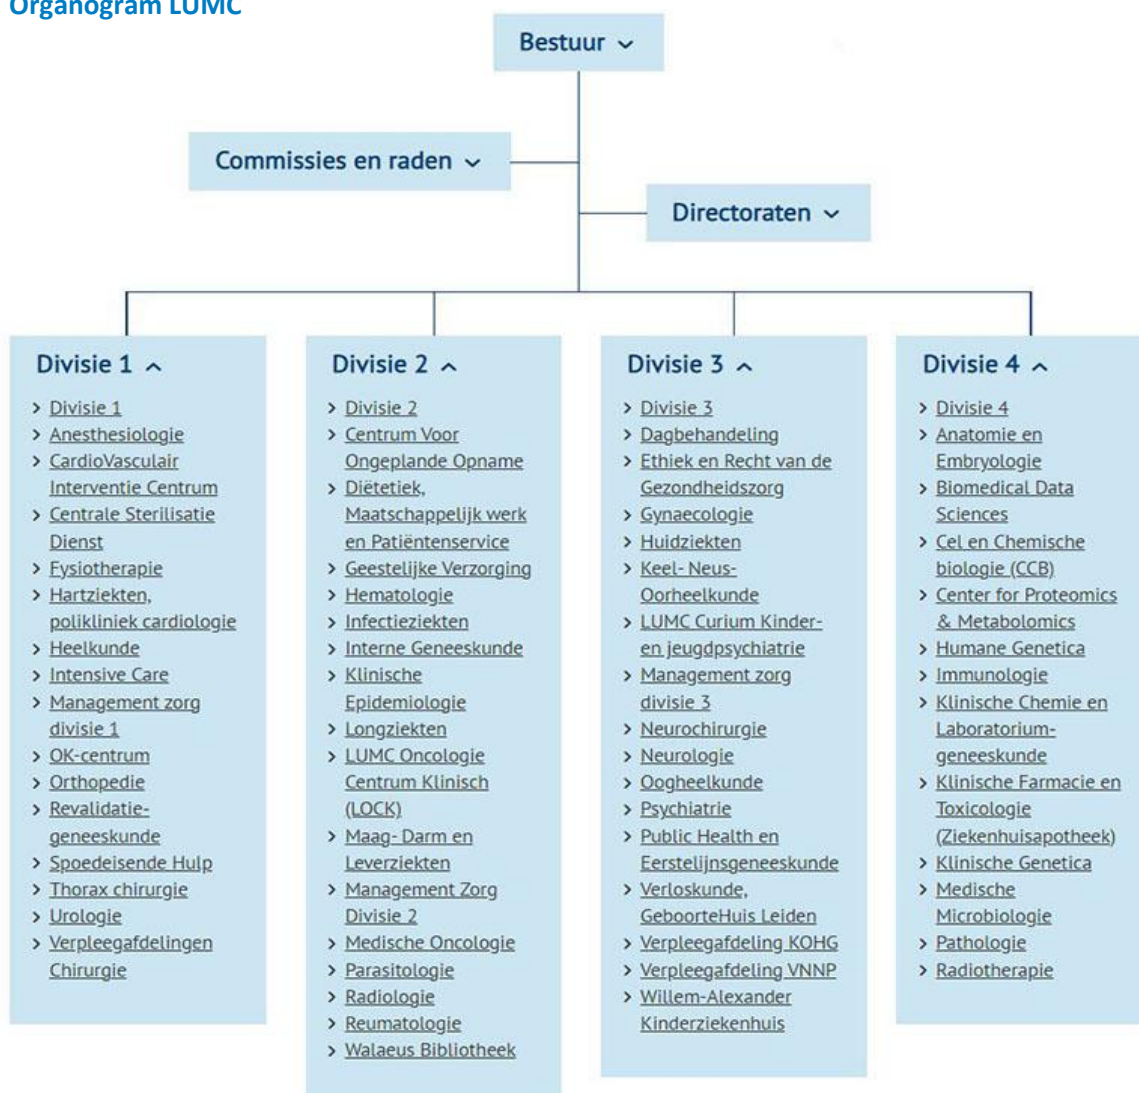 Organogram LUMC
Bestuur
Commissies en raden
Directoraten
Divisie 1
Divisie 1
Anesthesiologie
CardioVasculair
Interventie Centrum
Centrale Sterilisatie
Dienst
Fysiotherapie
Hartziekten,
polikliniek cardiologie
Heelkunde
Intensive Care
Management zorg
divisie 1
OK-centrum
Orthopedie
Revalidatie-
geneeskunde
Spoedeisende Hulp
Thorax chirurgie
Urologie
Verpleegafdelingen
Chirurgie
Divisie 2
Divisie 2
Centrum Voor
Ongeplande Opname
Diëtetiek,
Maatschappelijk werk
en Patiëntenservice
Geestelijke Verzorging
Hematologie
Infectieziekten
Interne Geneeskunde
Klinische
Epidemiologie
Longziekten
LUMC Oncologie
Centrum Klinisch
(LOCK)
Maag- Darm en
Leverziekten
Management Zorg
Divisie 2
Medische Oncologie
Parasitologie
Radiologie
Reumatologie
Walaeus Bibliotheek
Divisie 3
Divisie 3
Dagbehandeling
Ethiek en Recht van de
Gezondheidszorg
Gynaecologie
Huidziekten
Keel- Neus-
Oorheelkunde
LUMC Curium Kinder-
en jeugdpsychiatrie
Management zorg
divisie 3
Neurochirurgie
Neurologie
Oogheelkunde
Psychiatrie
Public Health en
Eerstelijnsgeneeskunde
Verloskunde,
GeboorteHuis Leiden
Verpleegafdeling KOHG
Verpleegafdeling VNNP
Willem-Alexander
Kinderziekenhuis
Divisie 4
Divisie 4
Anatomie en
Embryologie
Biomedical Data
Sciences
Cel en Chemische
biologie (CCB)
Center for Proteomics
& Metabolomics
Humane Genetica
Immunologie
Klinische Chemie en
Laboratorium-
geneeskunde
Klinische Farmacie en
Toxicologie
(Ziekenhuisapotheek)
Klinische Genetica
Medische
Microbiologie
Pathologie
Radiotherapie